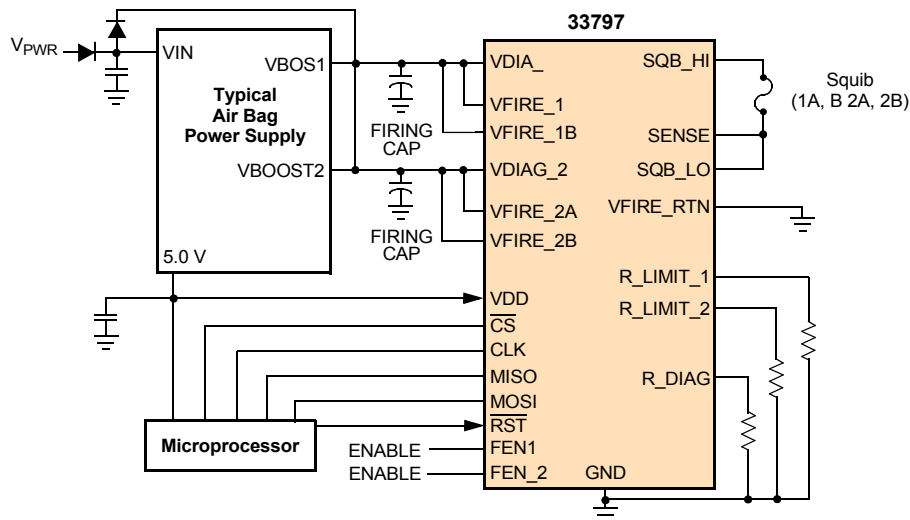 33797
VPWR
VIN
VBOS1
Typical
Air Bag
Power Supply
VBOOST2
5.0 V
FIRING
CAP
FIRING
CAP
VDIA_
VFIRE_1
VFIRE_1B
VDIAG_2
VFIRE_2A
VFIRE_2B
VDD
CS
CLK
MISO
MOSI
RST
FEN1
FEN_2
GND
SQB_HI
SENSE
SQB_LO
VFIRE_RTN
R_LIMIT_1
R_LIMIT_2
R_DIAG
Squib
(1A, B 2A, 2B)
Microprocessor
ENABLE
ENABLE